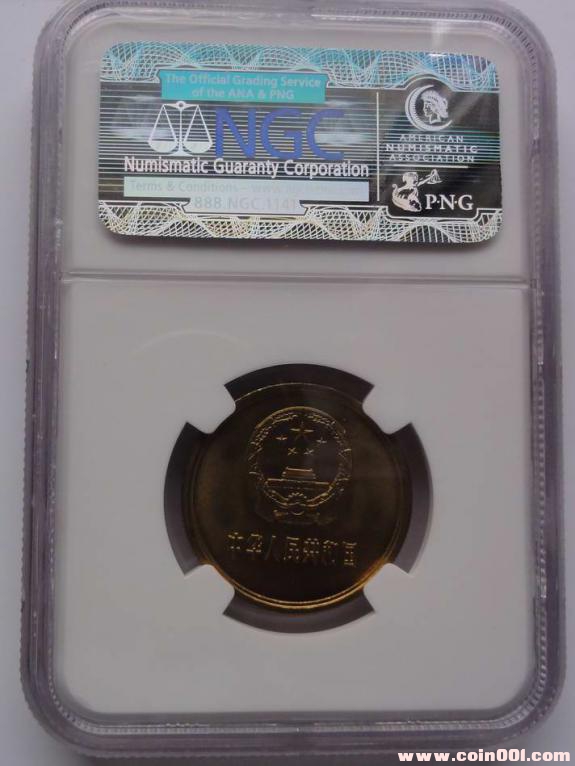 The Official Grading Service
of the ANA & PNG
NGC
Numismatic Guaranty Corporation
Terms & Conditions – www.
888.NGC.1141
AMERICAN
NUMISMATIC
ASSOCIATION
P·N·G
中华人民共和国
www.coin001.com